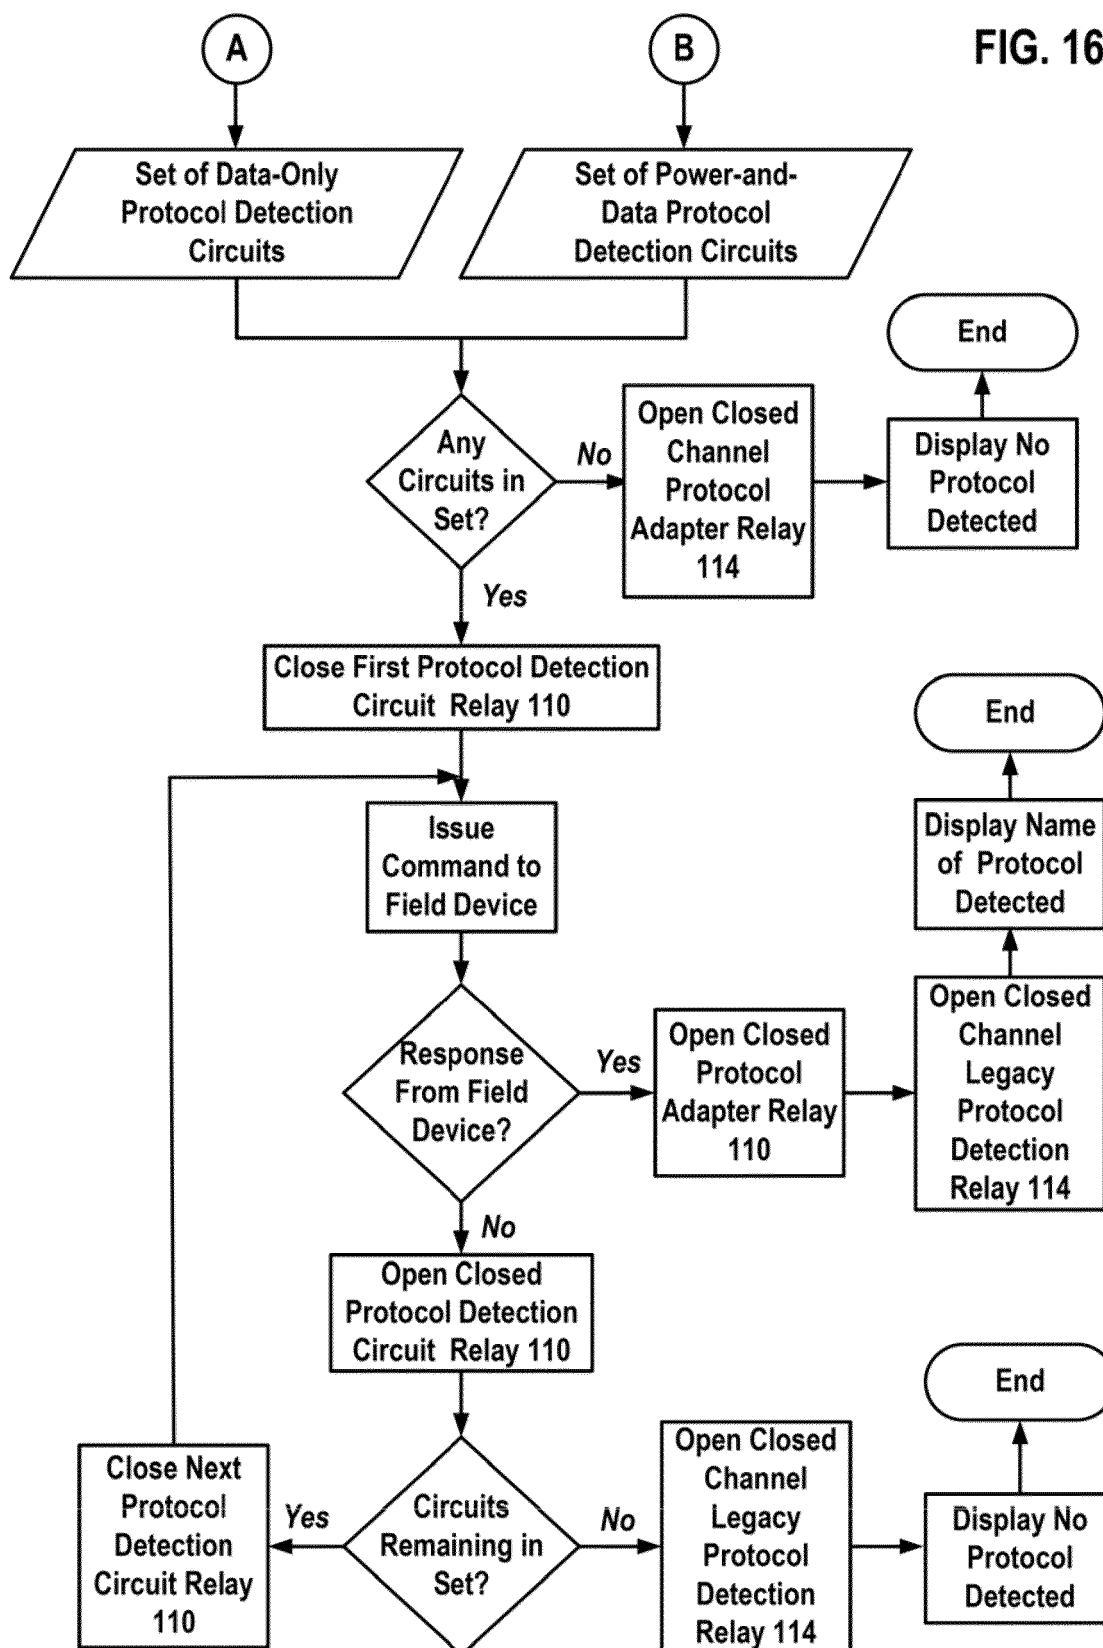 A
B
FIG. 16
Set of Data-Only
Protocol Detection
Circuits
Set of Power-and-
Data Protocol
Detection Circuits
End
Any
Circuits in
Set?
No
Open Closed
Channel
Protocol
Adapter Relay
114
Display No
Protocol
Detected
Yes
Close First Protocol Detection
Circuit Relay 110
End
Issue
Command to
Field Device
Display Name
of Protocol
Detected
Response
From Field
Device?
Yes
Open Closed
Protocol
Adapter Relay
110
Open Closed
Channel
Legacy
Protocol
Detection
Relay 114
No
Open Closed
Protocol Detection
Circuit Relay 110
End
Close Next
Protocol
Detection
Circuit Relay
110
Yes
Circuits
Remaining in
Set?
No
Open Closed
Channel
Legacy
Protocol
Detection
Relay 114
Display No
Protocol
Detected